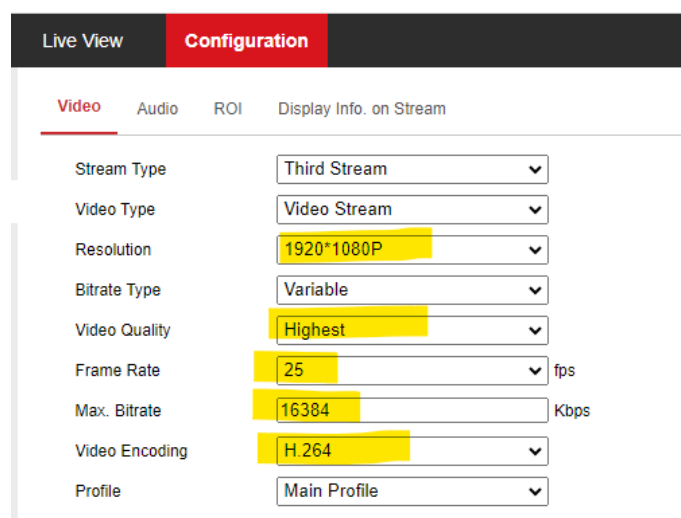 Live View Configuration
Video Audio ROI Display Info. on Stream
Stream Type Third Stream
Video Type Video Stream
Resolution 1920*1080P
Bitrate Type Variable
Video Quality Highest
Frame Rate 25 fps
Max. Bitrate 16384 Kbps
Video Encoding H.264
Profile Main Profile